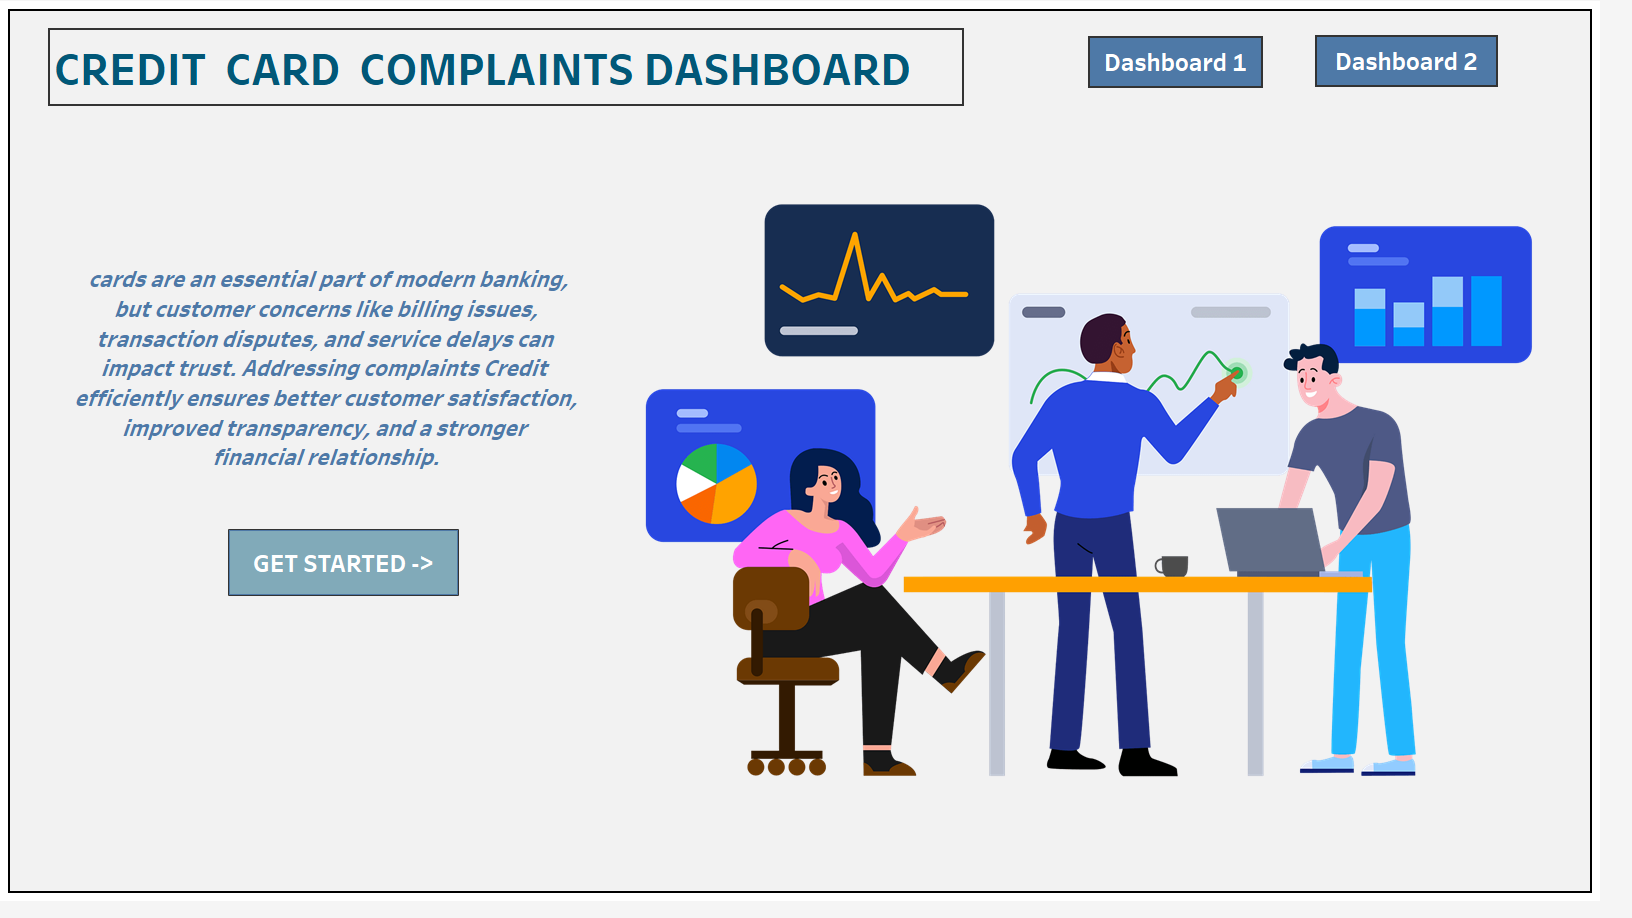 CREDIT CARD COMPLAINTS DASHBOARD
Dashboard 1
Dashboard 2
cards are an essential part of modern banking,
but customer concerns like billing issues,
transaction disputes, and service delays can
impact trust. Addressing complaints Credit
efficiently ensures better customer satisfaction,
improved transparency, and a stronger
financial relationship.
GET STARTED ->